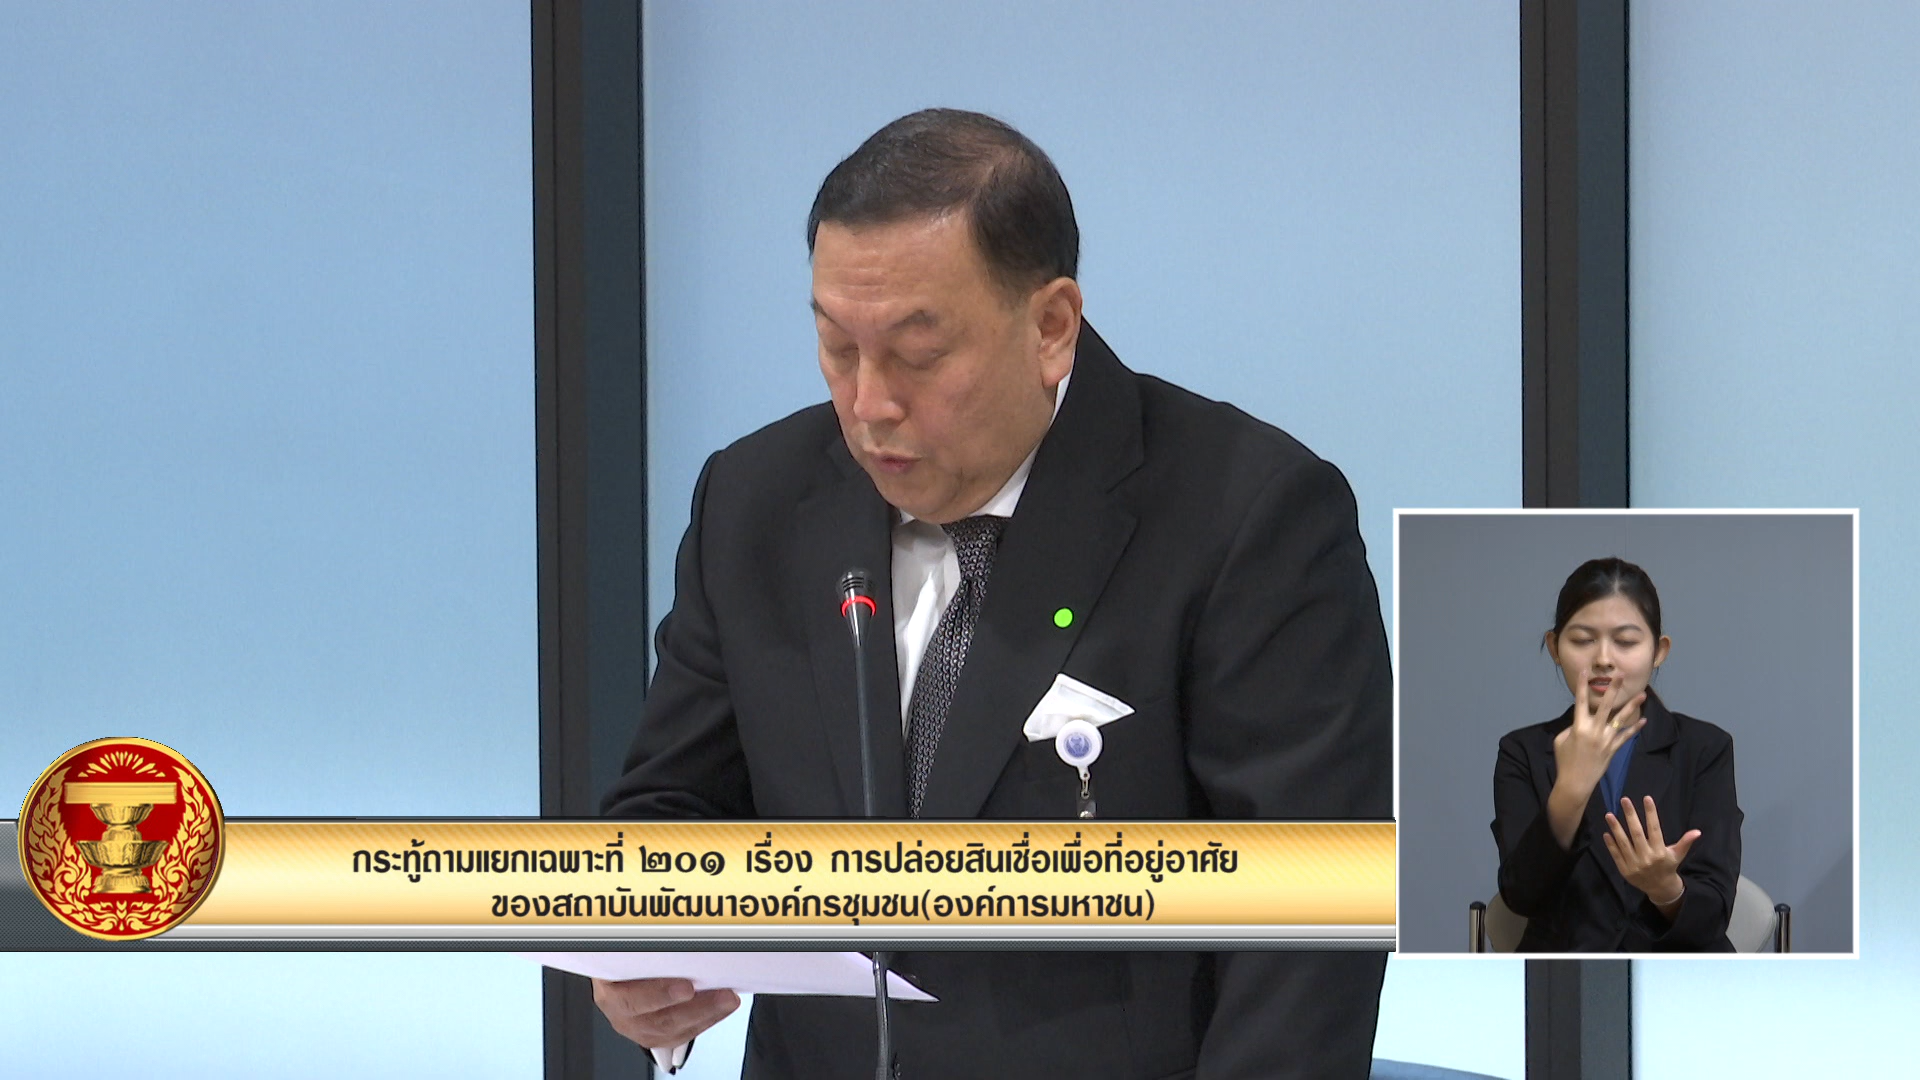 กระทู้ถามแยกเฉพาะที่ ๒๐๑ เรื่อง การปล่อยสินเชื่อเพื่อที่อยู่อาศัย
ของสถาบันพัฒนาองค์กรชุมชน(องค์การมหาชน)